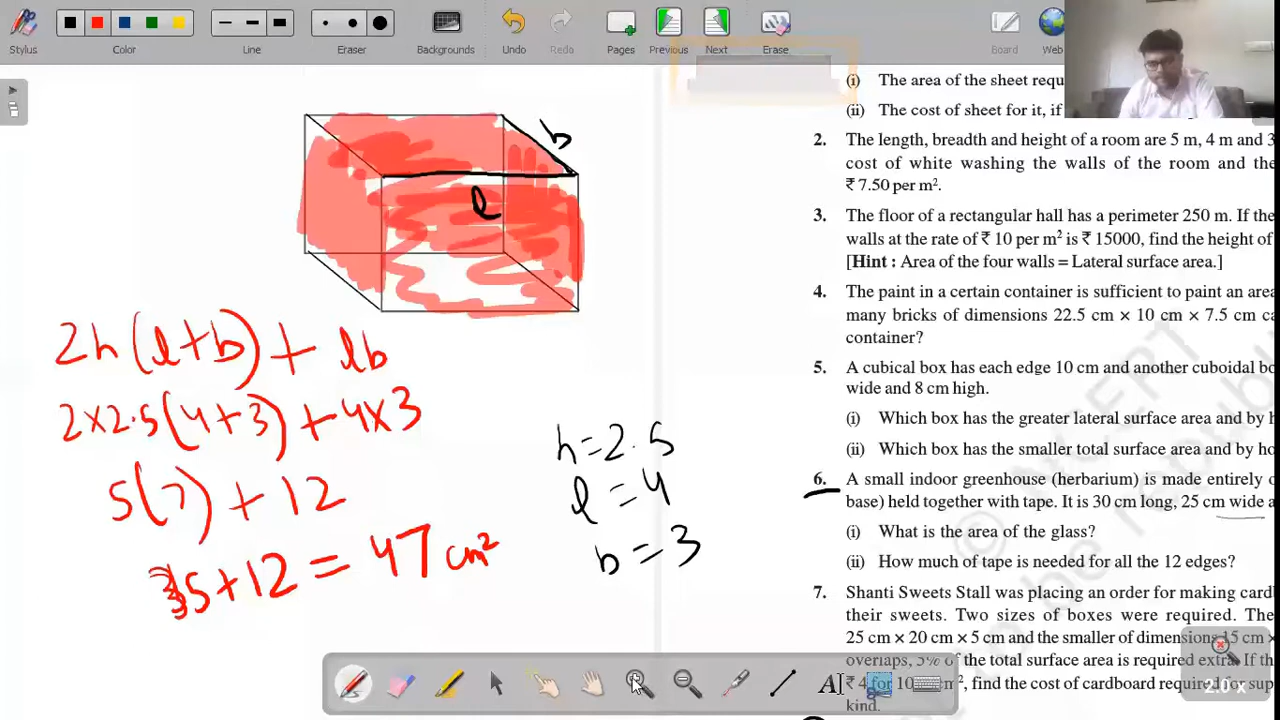 Stylus
Color
Line
Eraser
Backgrounds
Undo
Redo
Pages
Previous
Next
Erase
Board
Web
b
l
2h(l+b)+lb
2×2.5(4+3)+4×3
5(7)+12
35+12=47cm²
h=2.5
l=4
b=3
(i) The area of the sheet requ
(ii) The cost of sheet for it, if
2. The length, breadth and height of a room are 5 m, 4 m and 3
cost of white washing the walls of the room and the
₹ 7.50 per m².
3. The floor of a rectangular hall has a perimeter 250 m. If the
walls at the rate of ₹ 10 per m² is ₹ 15000, find the height of
[Hint : Area of the four walls = Lateral surface area.]
4. The paint in a certain container is sufficient to paint an area
many bricks of dimensions 22.5 cm × 10 cm × 7.5 cm ca
container?
5. A cubical box has each edge 10 cm and another cuboidal bo
wide and 8 cm high.
(i) Which box has the greater lateral surface area and by h
(ii) Which box has the smaller total surface area and by ho
6. A small indoor greenhouse (herbarium) is made entirely o
base) held together with tape. It is 30 cm long, 25 cm wide a
(i) What is the area of the glass?
(ii) How much of tape is needed for all the 12 edges?
7. Shanti Sweets Stall was placing an order for making card
their sweets. Two sizes of boxes were required. The
25 cm × 20 cm × 5 cm and the smaller of dimensions 15 cm ×
overlaps, 5% of the total surface area is required extra. If th
₹ 4 for 10 cm², find the cost of cardboard required for sup
kind.
© NCERT
republi
2.0 x